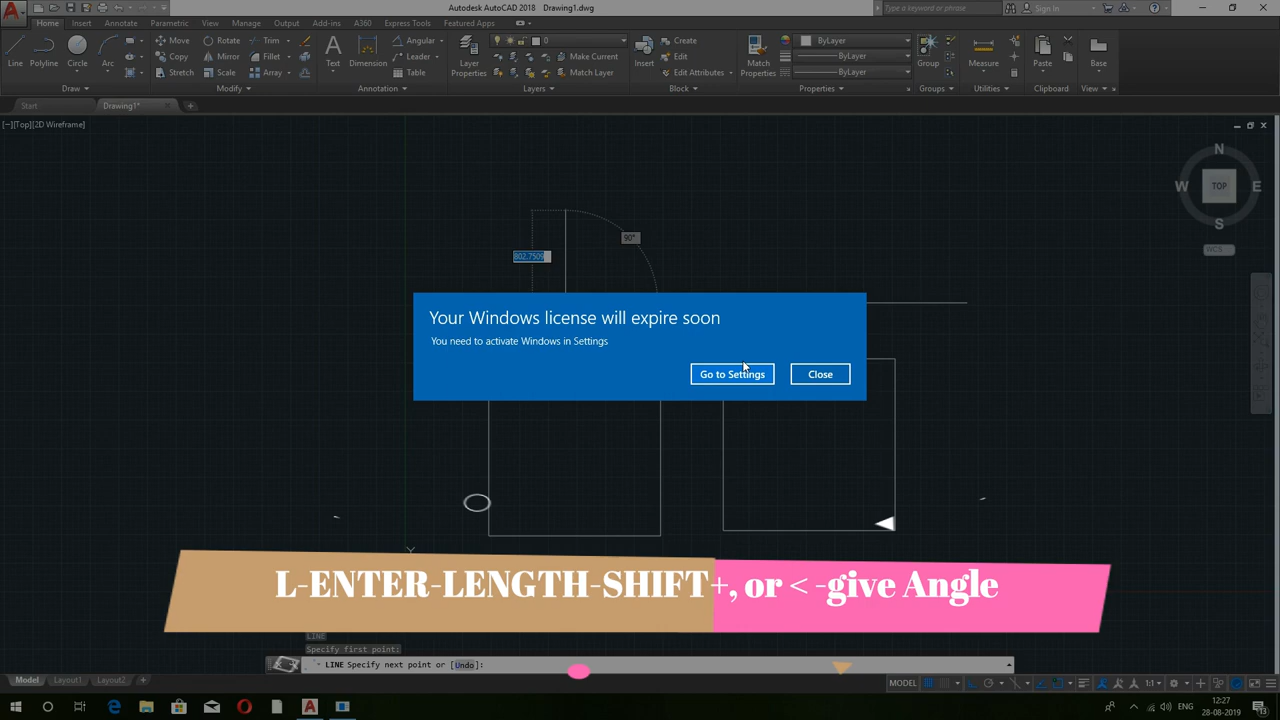 Autodesk AutoCAD 2018 Drawing1.dwg
Type a keyword or phrase
Sign In
Home Insert Annotate Parametric View Manage Output Add-ins A360 Express Tools Featured Apps
Line Polyline Circle Arc
Move Rotate Trim
Copy Mirror Fillet
Stretch Scale Array
Text Dimension
Angular
Leader
Table
Layer Properties
0
Make Current
Match Layer
Insert
Create
Edit
Edit Attributes
Match Properties
ByLayer
ByLayer
ByLayer
Group
Measure
Paste
Base
Draw Modify Annotation Layers Block Properties Groups Utilities Clipboard View
Start Drawing1*
[–][Top][2D Wireframe]
N
W TOP E
S
WCS
90°
802.7509
Your Windows license will expire soon
You need to activate Windows in Settings
Go to Settings Close
Y
L-ENTER-LENGTH-SHIFT+, or < -give Angle
LINE
Specify first point:
LINE Specify next point or [Undo]:
Model Layout1 Layout2
MODEL 1:1
ENG
12:27
28-08-2019
13